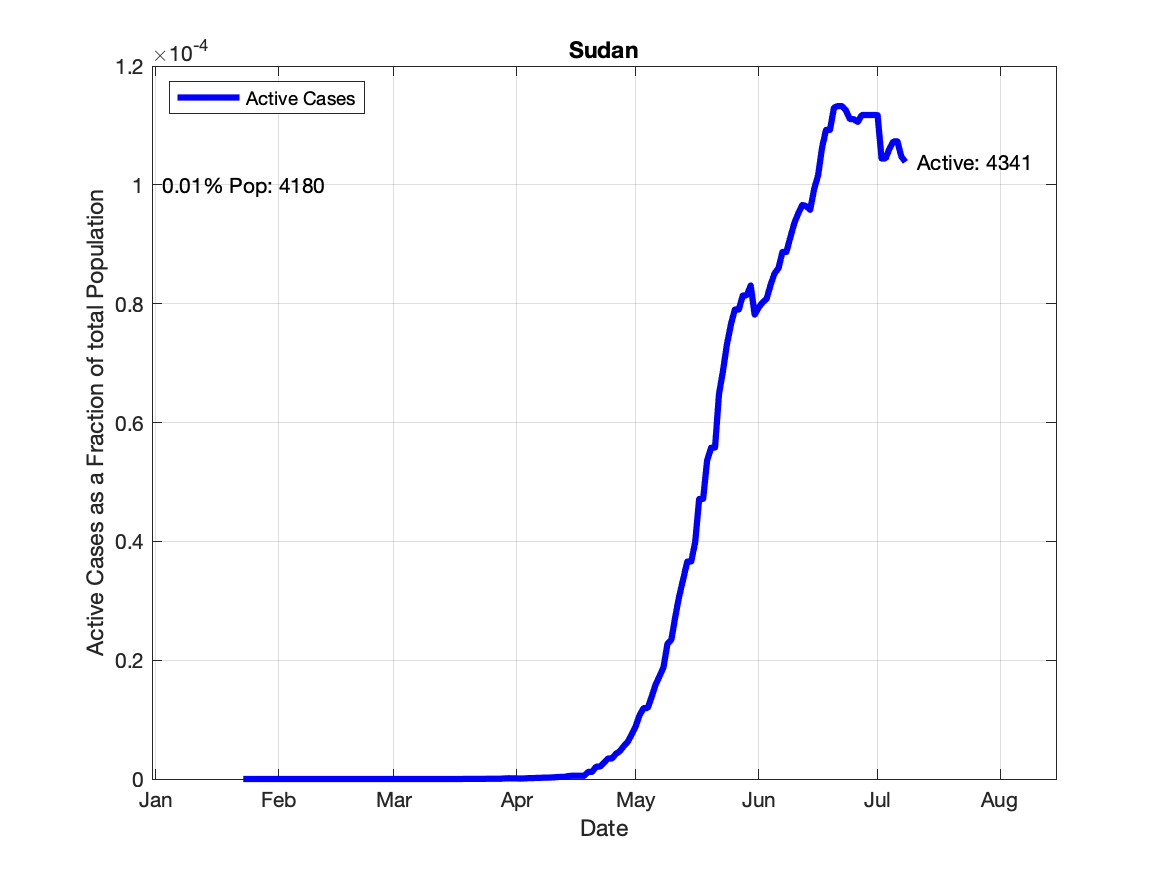 Sudan
×10-4
1.2
1
0.8
0.6
0.4
0.2
0
Active Cases
0.01% Pop: 4180
Active: 4341
Active Cases as a Fraction of total Population
Jan Feb Mar Apr May Jun Jul Aug
Date